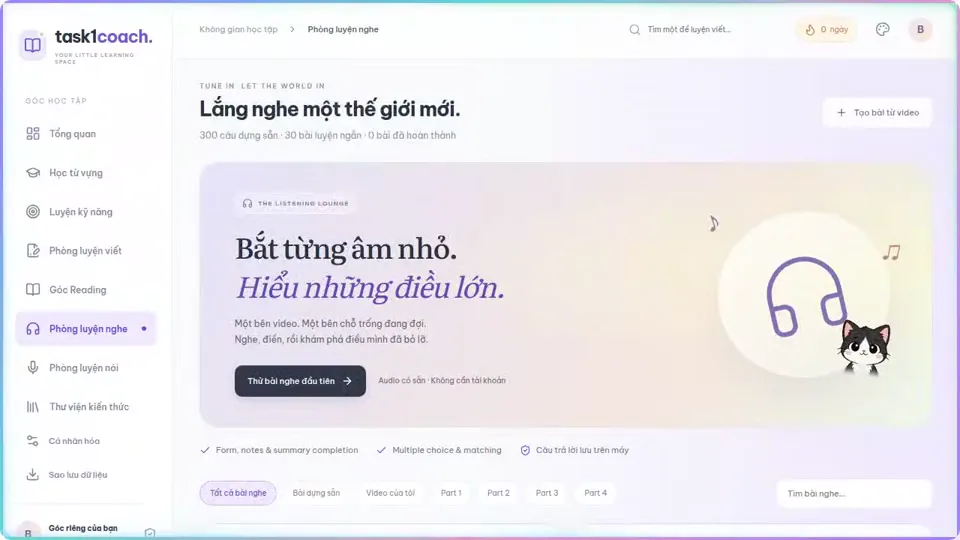 task1coach.
YOUR LITTLE LEARNING
SPACE
GÓC HỌC TẬP
Tổng quan
Học từ vựng
Luyện kỹ năng
Phòng luyện viết
Góc Reading
Phòng luyện nghe
Phòng luyện nói
Thư viện kiến thức
Cá nhân hóa
Sao lưu dữ liệu
B
Góc riêng của bạn
Không gian học tập
Phòng luyện nghe
Tìm một đề luyện viết...
0 ngày
B
TUNE IN. LET THE WORLD IN
Lắng nghe một thế giới mới.
300 câu dựng sẵn · 30 bài luyện ngắn · 0 bài đã hoàn thành
Tạo bài từ video
THE LISTENING LOUNGE
Bắt từng âm nhỏ.
Hiểu những điều lớn.
Một bên video. Một bên chỗ trống đang đợi.
Nghe, điền, rồi khám phá điều mình đã bỏ lỡ.
Thử bài nghe đầu tiên
Audio có sẵn · Không cần tài khoản
Form, notes & summary completion
Multiple choice & matching
Câu trả lời lưu trên máy
Tất cả bài nghe
Bài dựng sẵn
Video của tôi
Part 1
Part 2
Part 3
Part 4
Tìm bài nghe...